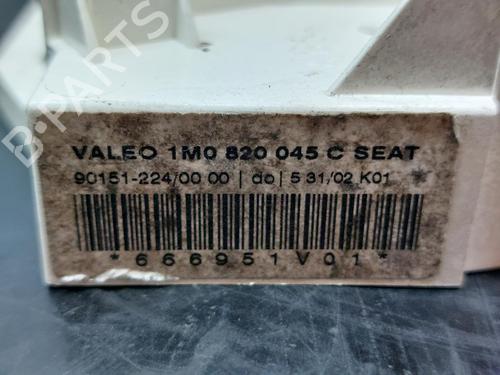 B-PARTS
VALEO 1M0 820 045 C SEAT
90151-224/00 00 | do | 5 31/02 K01
*666951V01*